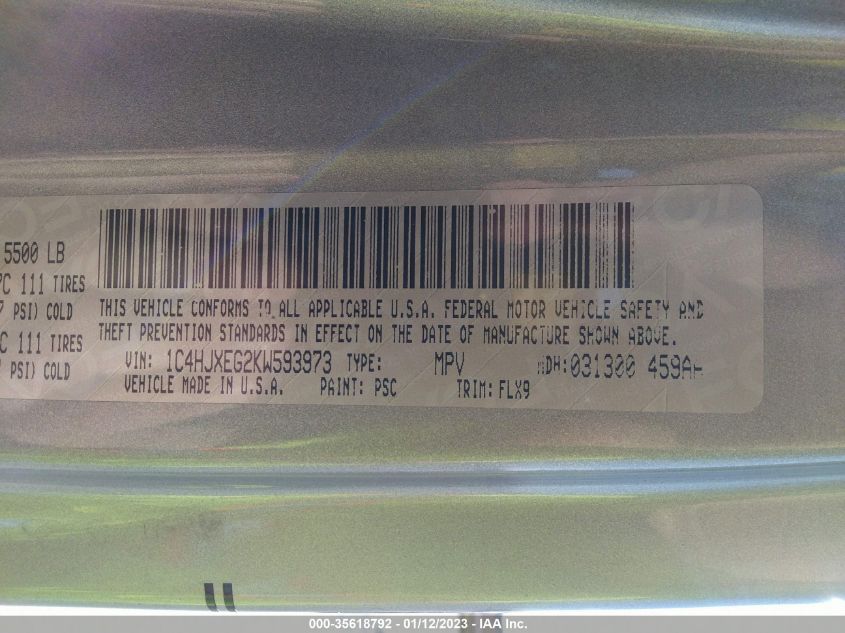 5500 LB
111 TIRES
PSI) COLD
C 111 TIRES
PSI) COLD
THIS VEHICLE CONFORMS TO ALL APPLICABLE U.S.A. FEDERAL MOTOR VEHICLE SAFETY AND
THEFT PREVENTION STANDARDS IN EFFECT ON THE DATE OF MANUFACTURE SHOWN ABOVE.
VIN: 1C4HJXEG2KW593973 TYPE: MPV MDH: 031300 459AH
VEHICLE MADE IN U.S.A. PAINT: PSC TRIM: FLX9
000-35618792 - 01/12/2023 - IAA Inc.